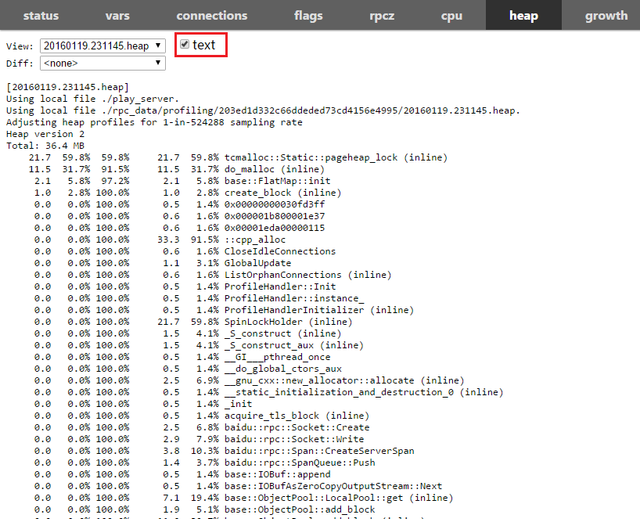 status vars connections flags rpcz cpu heap growth
View: 20160119.231145.heap text
Diff: <none>
[20160119.231145.heap]
Using local file ./play_server.
Using local file ./rpc_data/profiling/203ed1d332c66ddeded73cd4156e4995/20160119.231145.heap.
Adjusting heap profiles for 1-in-524288 sampling rate
Heap version 2
Total: 36.4 MB
21.7 59.8% 59.8% 21.7 59.8% tcmalloc::Static::pageheap_lock (inline)
11.5 31.7% 91.5% 11.5 31.7% do_malloc (inline)
2.1 5.8% 97.2% 2.1 5.8% base::FlatMap::init
1.0 2.8% 100.0% 1.0 2.8% create_block (inline)
0.0 0.0% 100.0% 0.5 1.4% 0x00000000030fd3ff
0.0 0.0% 100.0% 0.6 1.6% 0x000001b800001e37
0.0 0.0% 100.0% 0.6 1.6% 0x00001eda00000115
0.0 0.0% 100.0% 33.3 91.5% ::cpp_alloc
0.0 0.0% 100.0% 0.6 1.6% CloseIdleConnections
0.0 0.0% 100.0% 1.1 3.1% GlobalUpdate
0.0 0.0% 100.0% 0.6 1.6% ListOrphanConnections (inline)
0.0 0.0% 100.0% 0.5 1.4% ProfileHandler::Init
0.0 0.0% 100.0% 0.5 1.4% ProfileHandler::instance_
0.0 0.0% 100.0% 0.5 1.4% ProfileHandlerInitializer (inline)
0.0 0.0% 100.0% 21.7 59.8% SpinLockHolder (inline)
0.0 0.0% 100.0% 1.5 4.1% _S_construct (inline)
0.0 0.0% 100.0% 1.5 4.1% _S_construct_aux (inline)
0.0 0.0% 100.0% 0.5 1.4% __GI___pthread_once
0.0 0.0% 100.0% 0.5 1.4% __do_global_ctors_aux
0.0 0.0% 100.0% 2.5 6.9% __gnu_cxx::new_allocator::allocate (inline)
0.0 0.0% 100.0% 0.5 1.4% __static_initialization_and_destruction_0 (inline)
0.0 0.0% 100.0% 0.5 1.4% _init
0.0 0.0% 100.0% 0.5 1.4% acquire_tls_block (inline)
0.0 0.0% 100.0% 2.5 6.8% baidu::rpc::Socket::Create
0.0 0.0% 100.0% 2.9 7.9% baidu::rpc::Socket::Write
0.0 0.0% 100.0% 3.8 10.3% baidu::rpc::Span::CreateServerSpan
0.0 0.0% 100.0% 1.4 3.7% baidu::rpc::SpanQueue::Push
0.0 0.0% 100.0% 0.5 1.4% base::IOBuf::append
0.0 0.0% 100.0% 0.5 1.4% base::IOBufAsZeroCopyOutputStream::Next
0.0 0.0% 100.0% 7.1 19.4% base::ObjectPool::LocalPool::get (inline)
0.0 0.0% 100.0% 1.9 5.1% base::ObjectPool::add_block